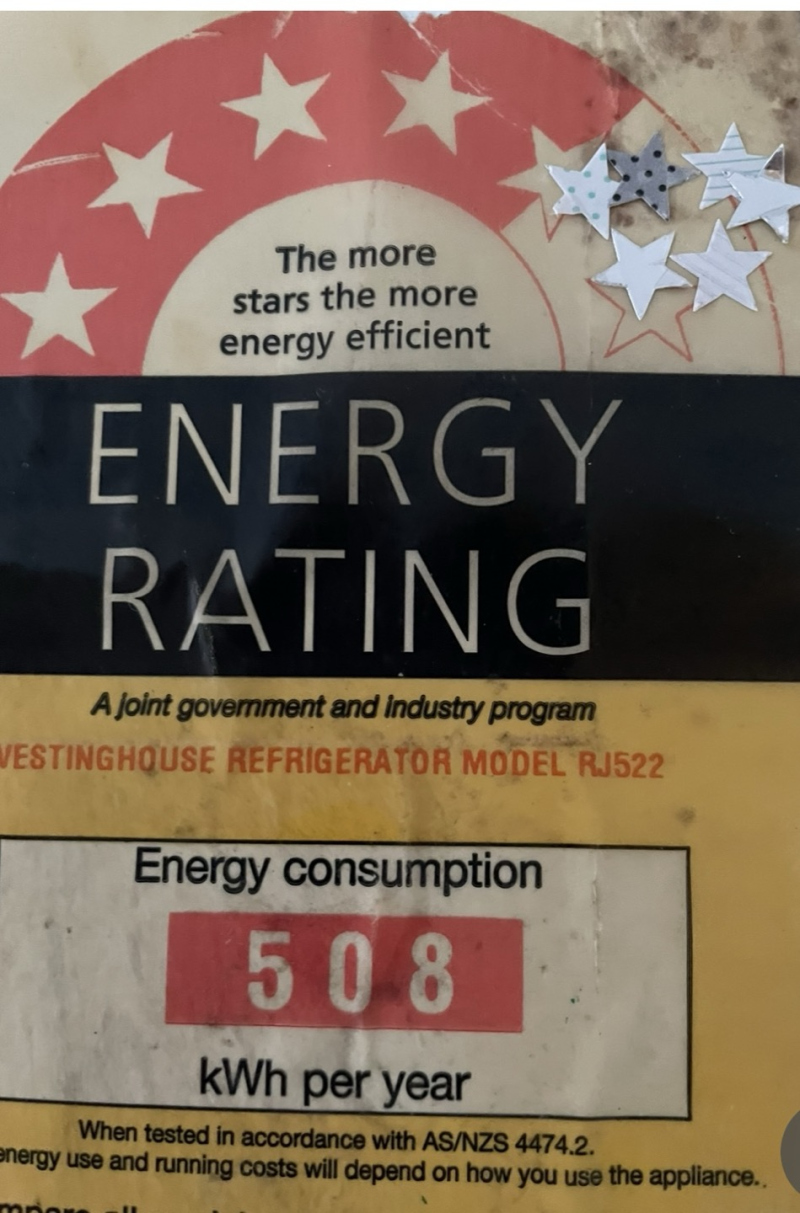 The more
stars the more
energy efficient
ENERGY
RATING
A joint government and industry program
WESTINGHOUSE REFRIGERATOR MODEL RJ522
Energy consumption
508
kWh per year
When tested in accordance with AS/NZS 4474.2.
energy use and running costs will depend on how you use the appliance.